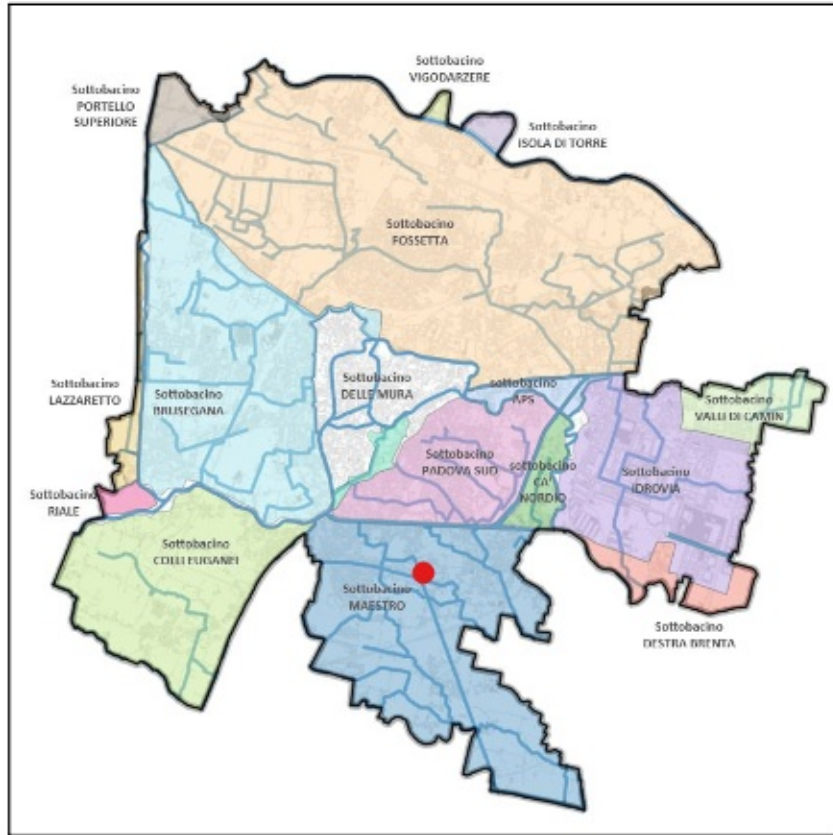 Sottobacino
VIGODARZERE
Sottobacino
PORTELLO
SUPERIORE
Sottobacino
ISOLA DI TORRE
Sottobacino
FOSSETTA
Sottobacino
LAZZARETTO
Sottobacino
BRUSEGANA
Sottobacino
DELLE MURA
sottobacino
APS
Sottobacino
VALLI DI CAMIN
Sottobacino
PADOVA SUD
sottobacino
CA'
NORDIO
Sottobacino
IDROVIA
Sottobacino
RIALE
Sottobacino
COLLI EUGANEI
Sottobacino
MAESTRO
Sottobacino
DESTRA BRENTA